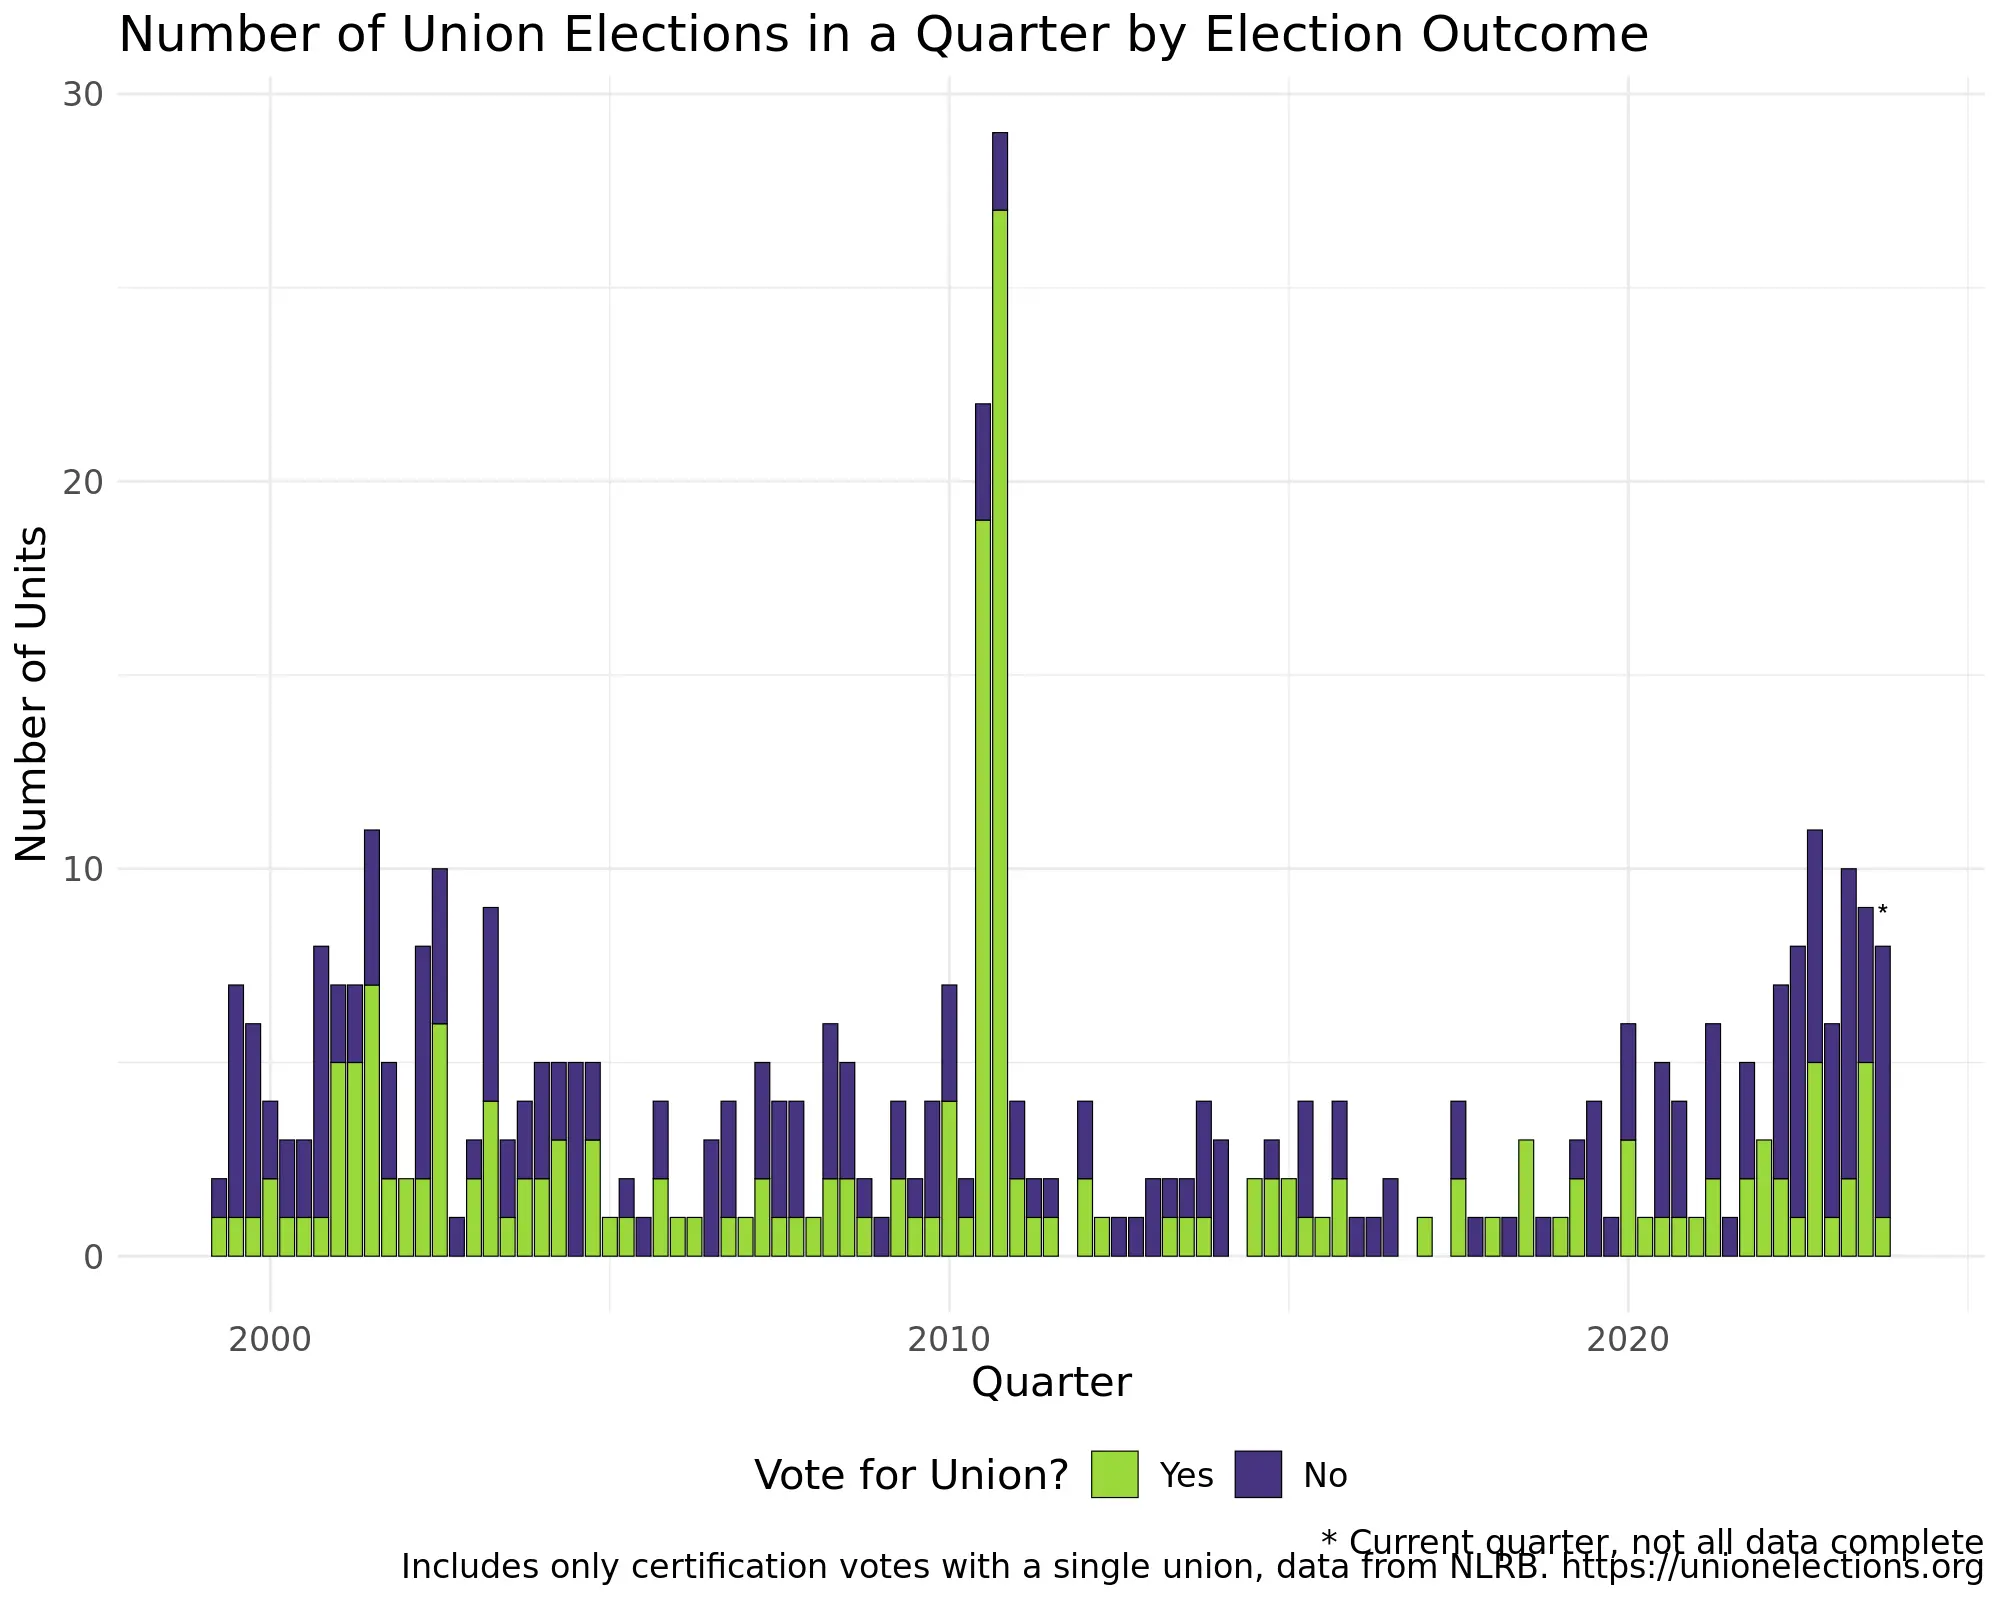 Number of Union Elections in a Quarter by Election Outcome
30
20
10
0
Number of Units
*
2000
2010
2020
Quarter
Vote for Union?
Yes
No
* Current quarter, not all data complete
Includes only certification votes with a single union, data from NLRB. https://unionelections.org